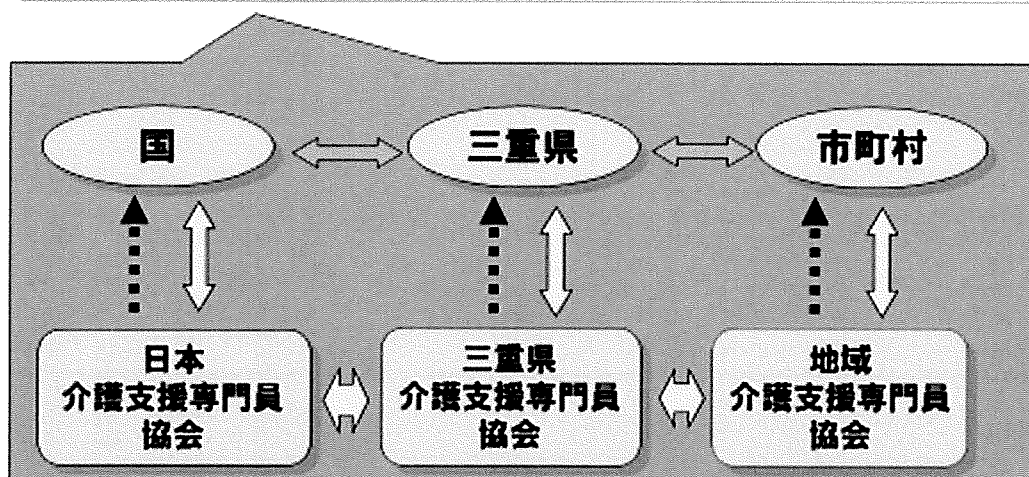 国
三重県
市町村
日本
介護支援専門員
協会
三重県
介護支援専門員
協会
地域
介護支援専門員
協会